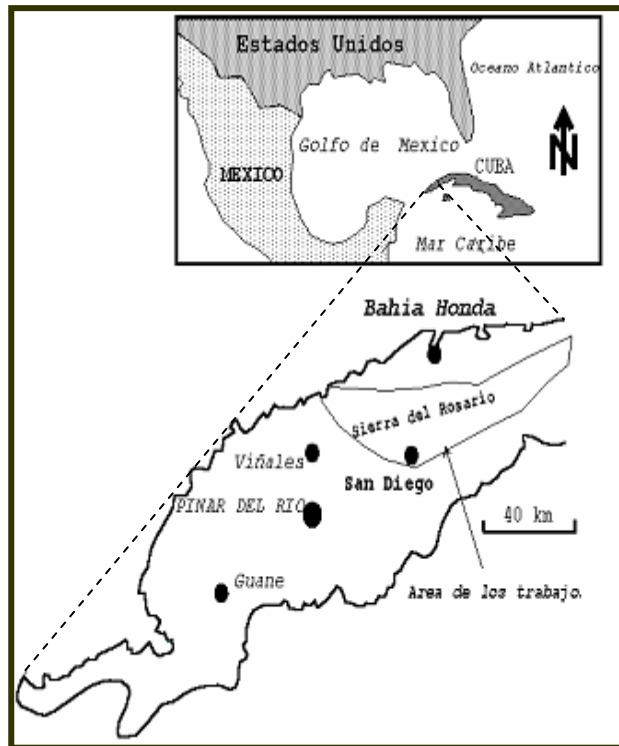 Estados Unidos
Oceano Atlantico
Golfo de Mexico
MEXICO
N
CUBA
Mar Caribe
Bahia Honda
Sierra del Rosario
Viñales
San Diego
PINAR DEL RIO
40 km
Guane
Area de los trabajo.